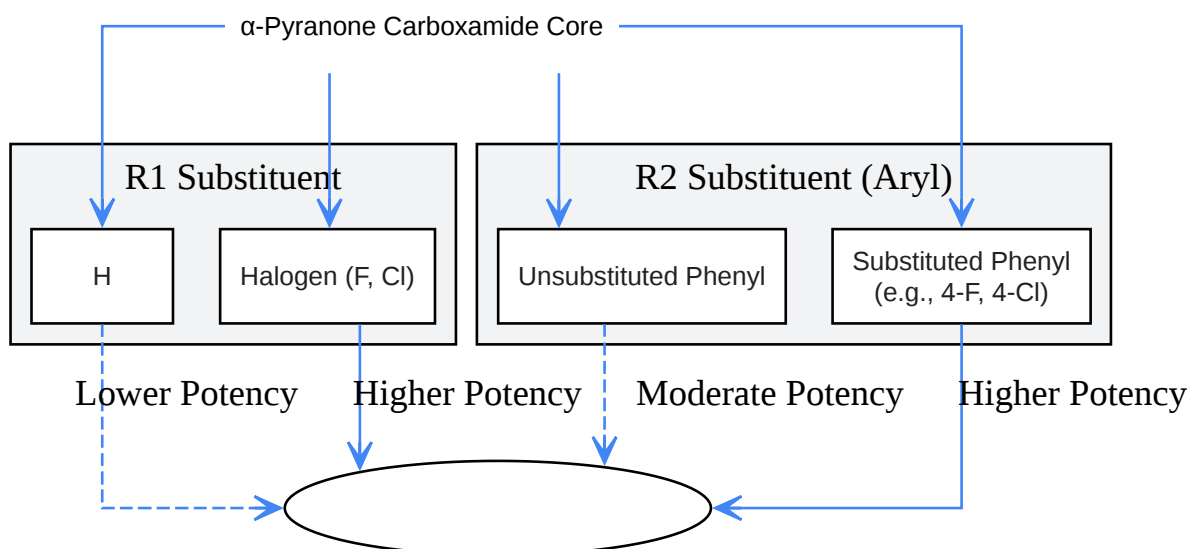 α-Pyranone Carboxamide Core
R1 Substituent
R2 Substituent (Aryl)
H
Halogen (F, Cl)
Unsubstituted Phenyl
Substituted Phenyl
(e.g., 4-F, 4-Cl)
Lower Potency
Higher Potency
Moderate Potency
Higher Potency